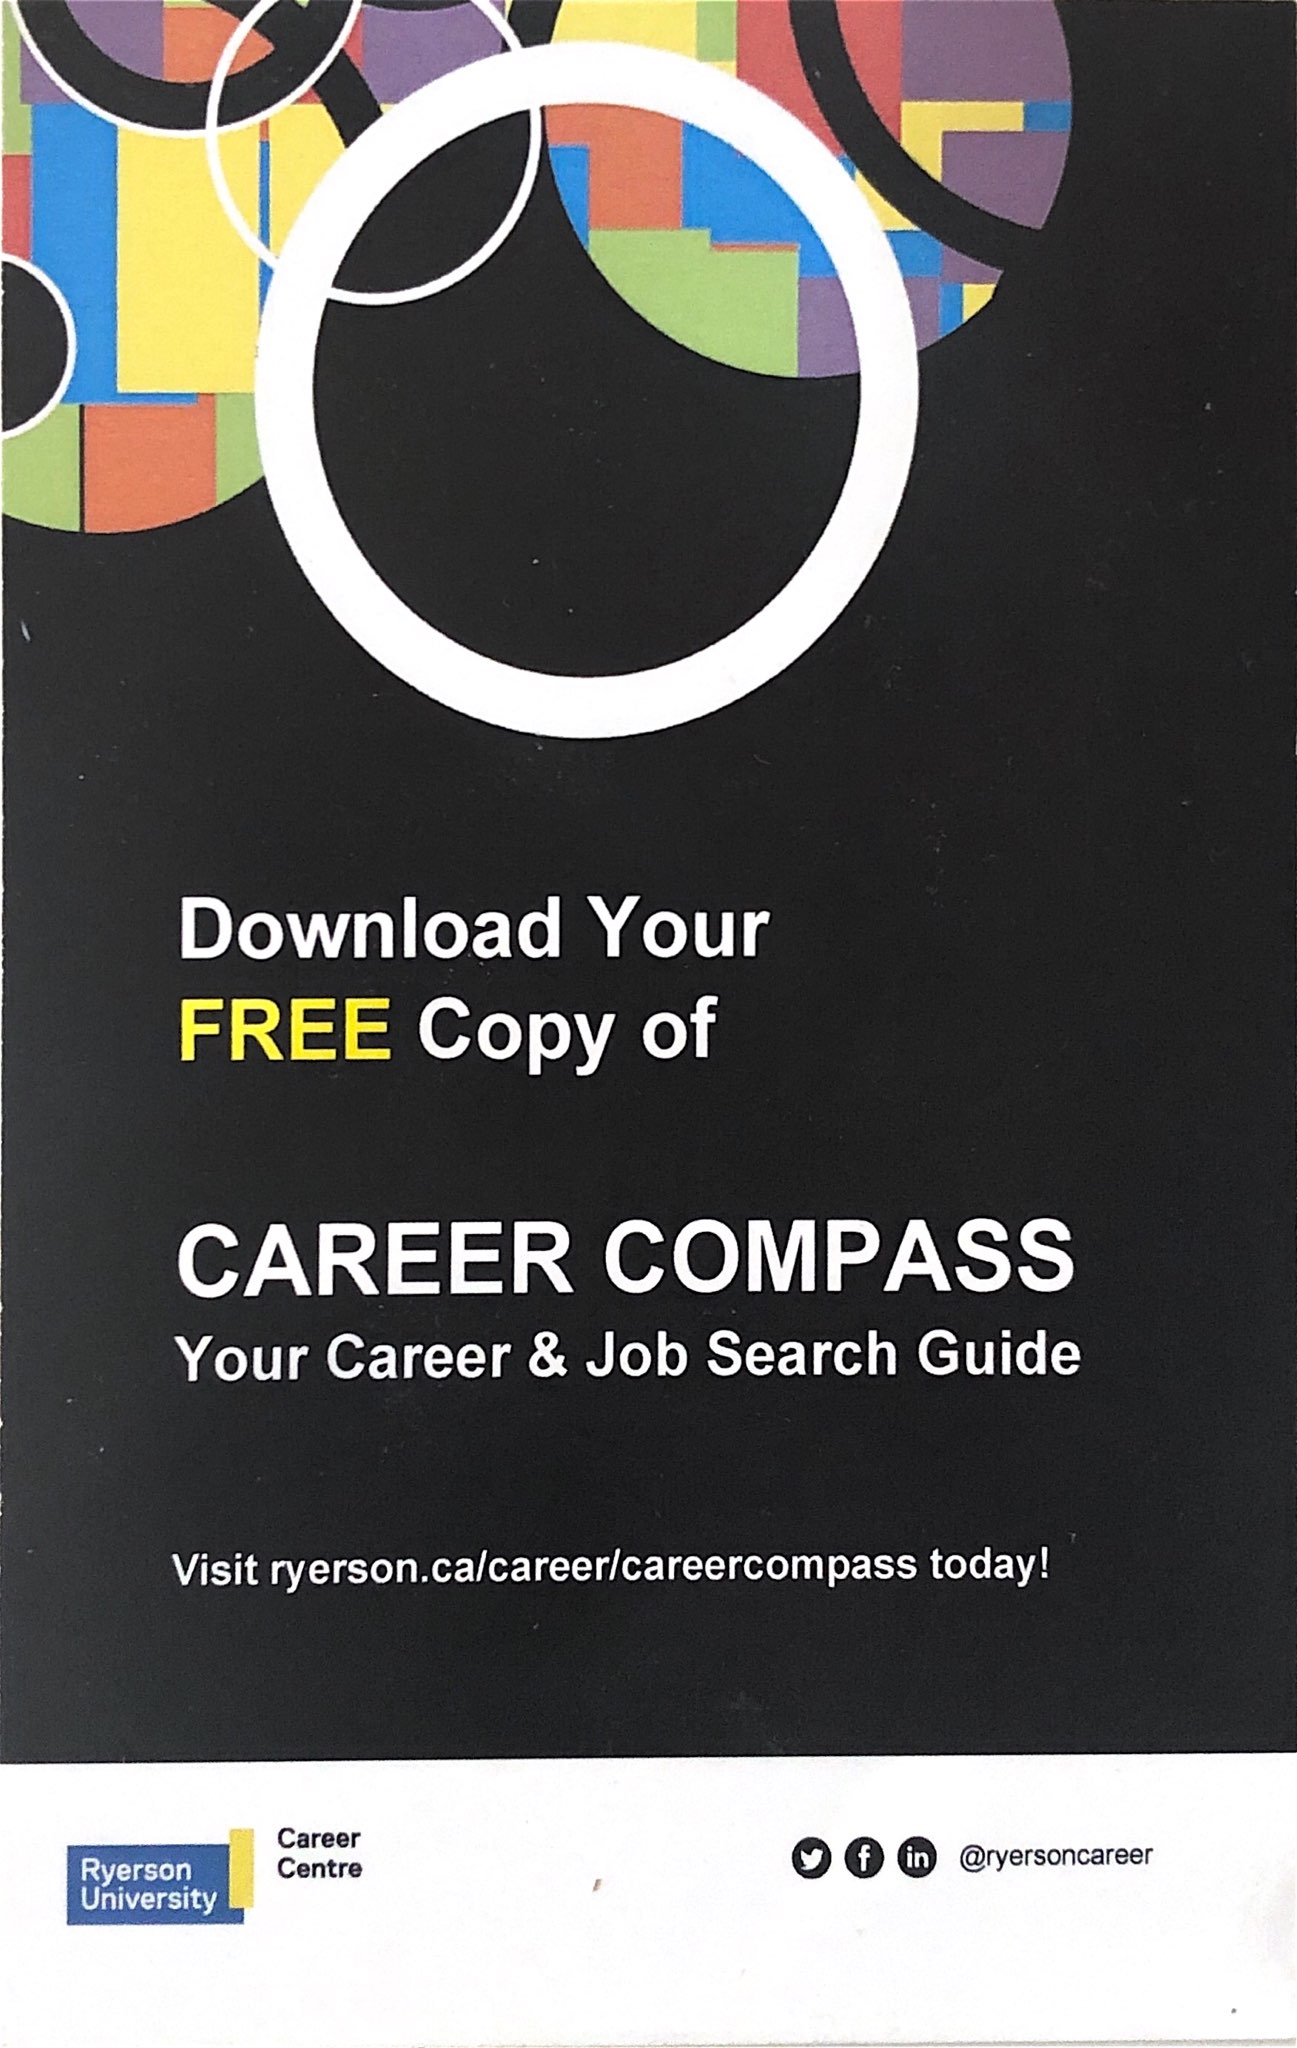 Download Your
FREE Copy of
CAREER COMPASS
Your Career & Job Search Guide
Visit ryerson.ca/career/careercompass today!
Ryerson
University
Career
Centre
@ryersoncareer